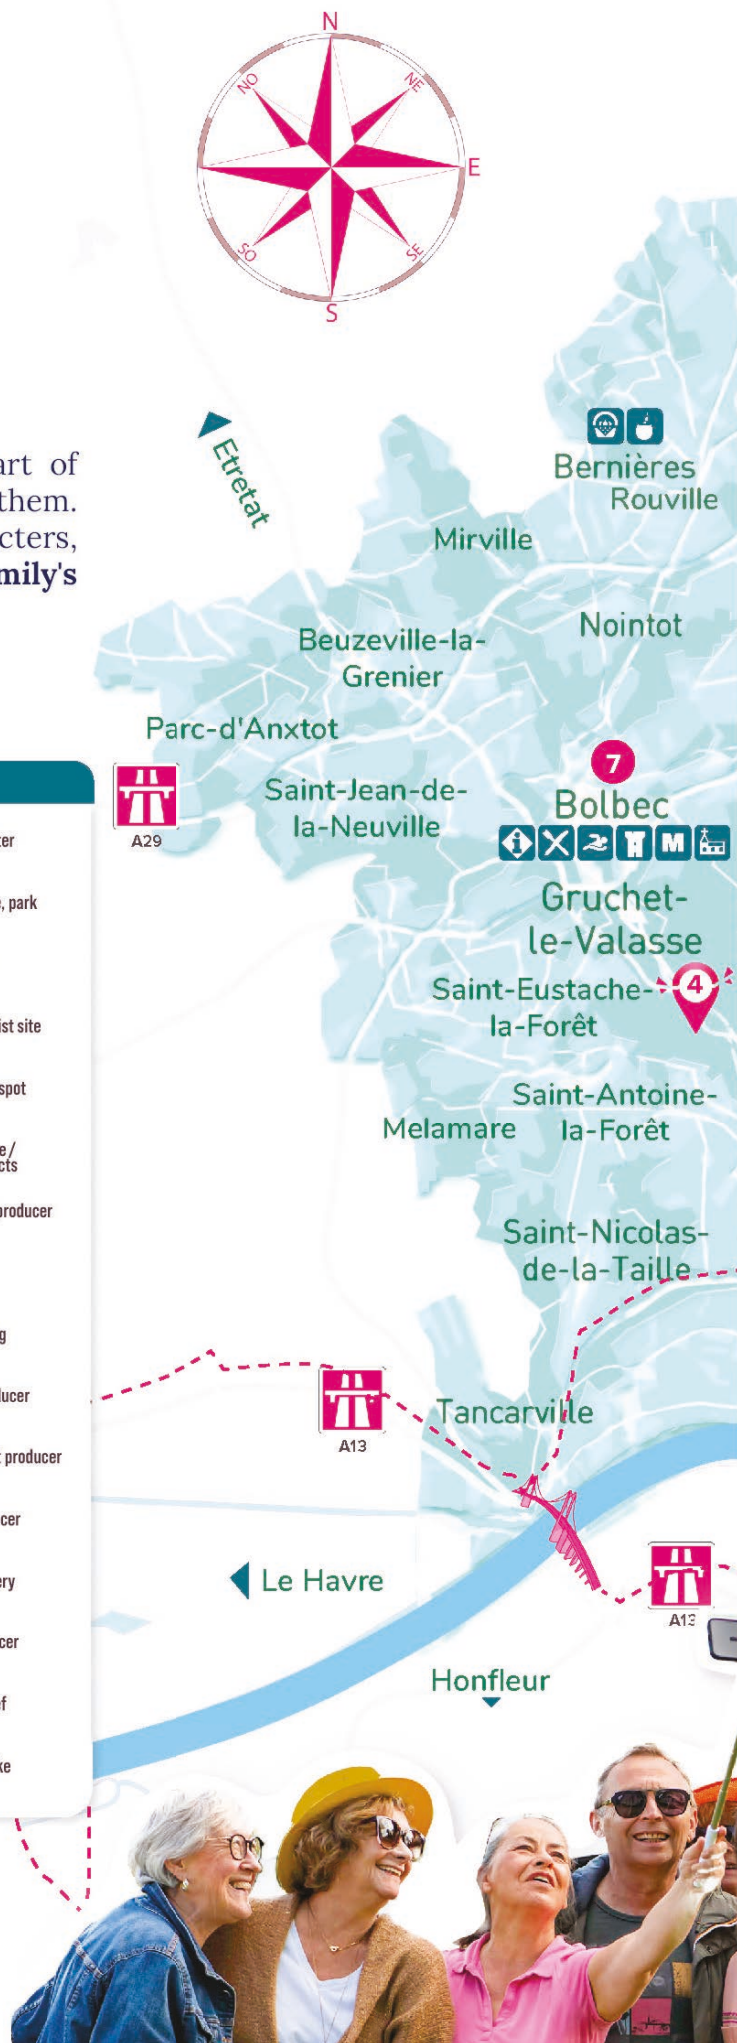 N
NO
NE
E
SO
SE
S
art of
them.
cters,
mily's
Etretat
Bernières
Rouville
Mirville
Nointot
Beuzeville-la-
Grenier
Parc-d'Anxtot
A29
Saint-Jean-de-
la-Neuville
7
Bolbec
i
M
Gruchet-
le-Valasse
Saint-Eustache-
la-Forêt
4
Saint-Antoine-
la-Forêt
Melamare
Saint-Nicolas-
de-la-Taille
Tancarville
A13
Le Havre
A13
Honfleur
ter
, park
ist site
spot
e/
cts
producer
g
ducer
t producer
cer
ery
cer
ef
ke